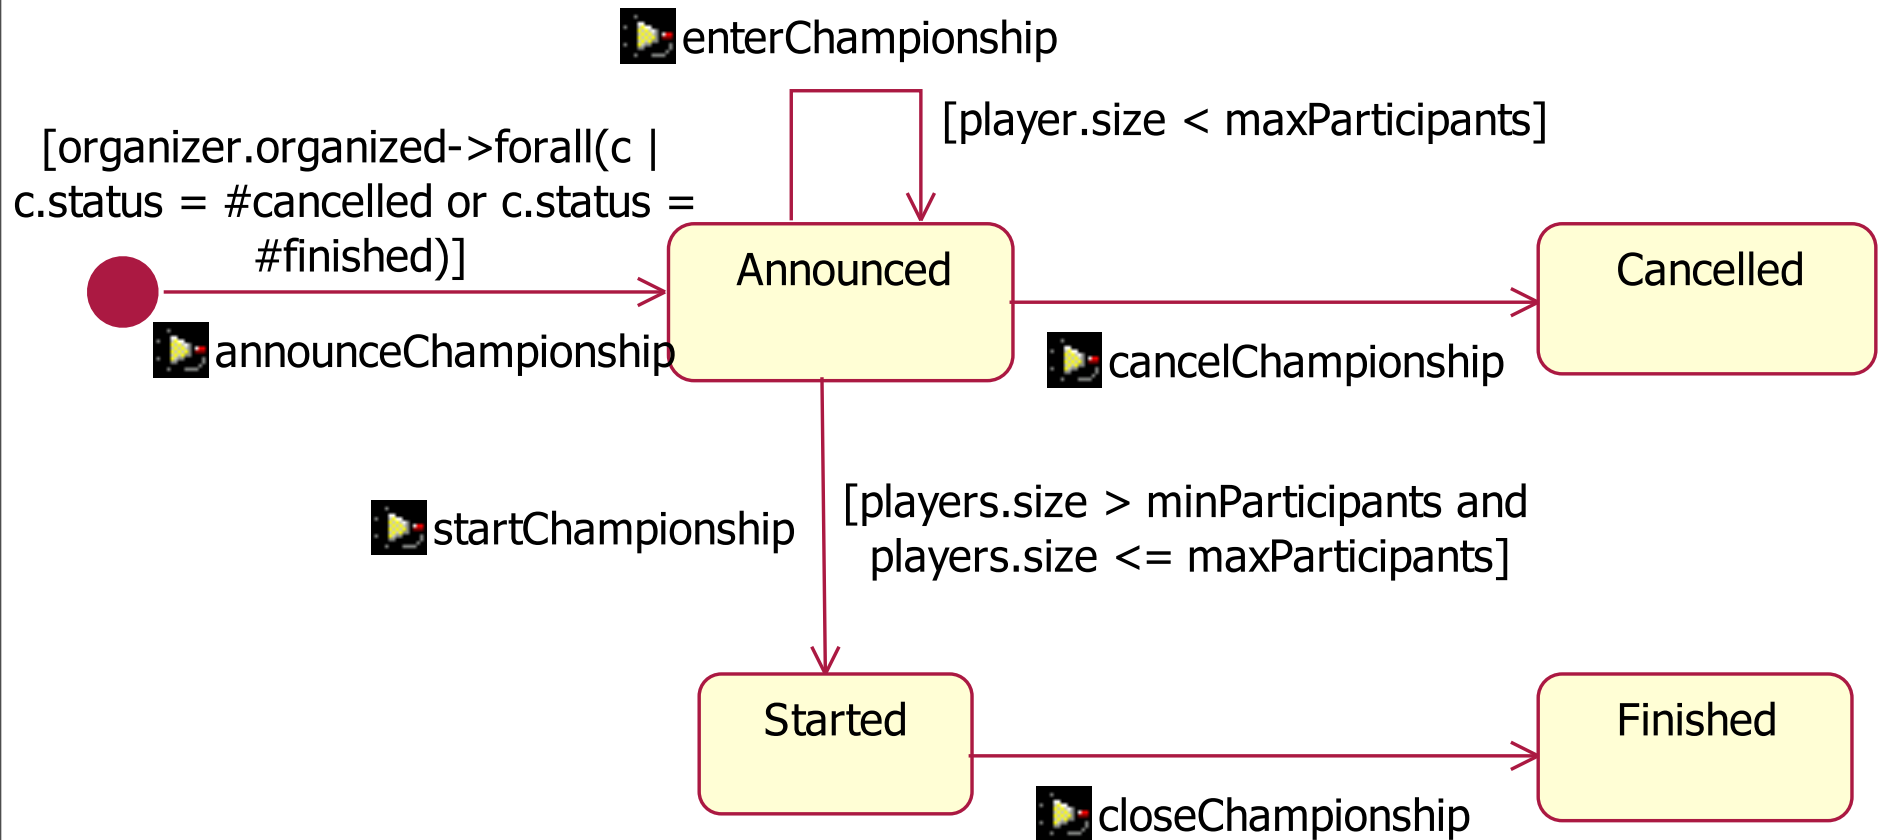 enterChampionship
[player.size < maxParticipants]
[organizer.organized->forall(c |
c.status = #cancelled or c.status =
#finished)]
Announced
Cancelled
announceChampionship
cancelChampionship
startChampionship
[players.size > minParticipants and
players.size <= maxParticipants]
Started
Finished
closeChampionship